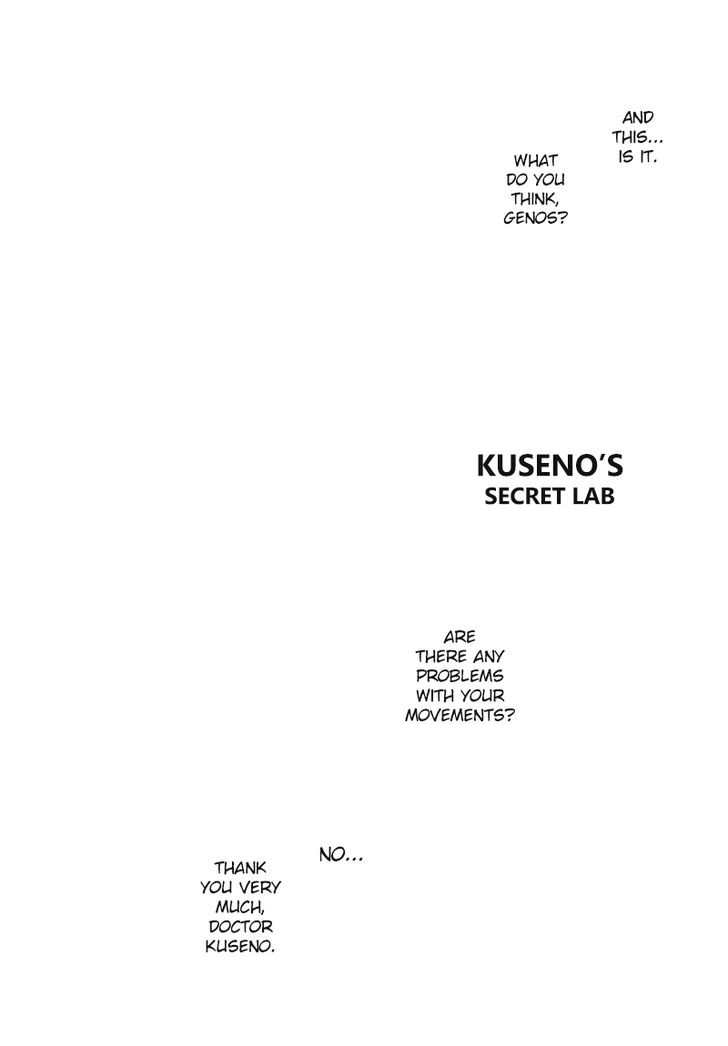 AND
THIS...
IS IT.
WHAT
DO YOU
THINK,
GENOS?
KUSENO'S
SECRET LAB
ARE
THERE ANY
PROBLEMS
WITH YOUR
MOVEMENTS?
NO...
THANK
YOU VERY
MUCH,
DOCTOR
KUSENO.